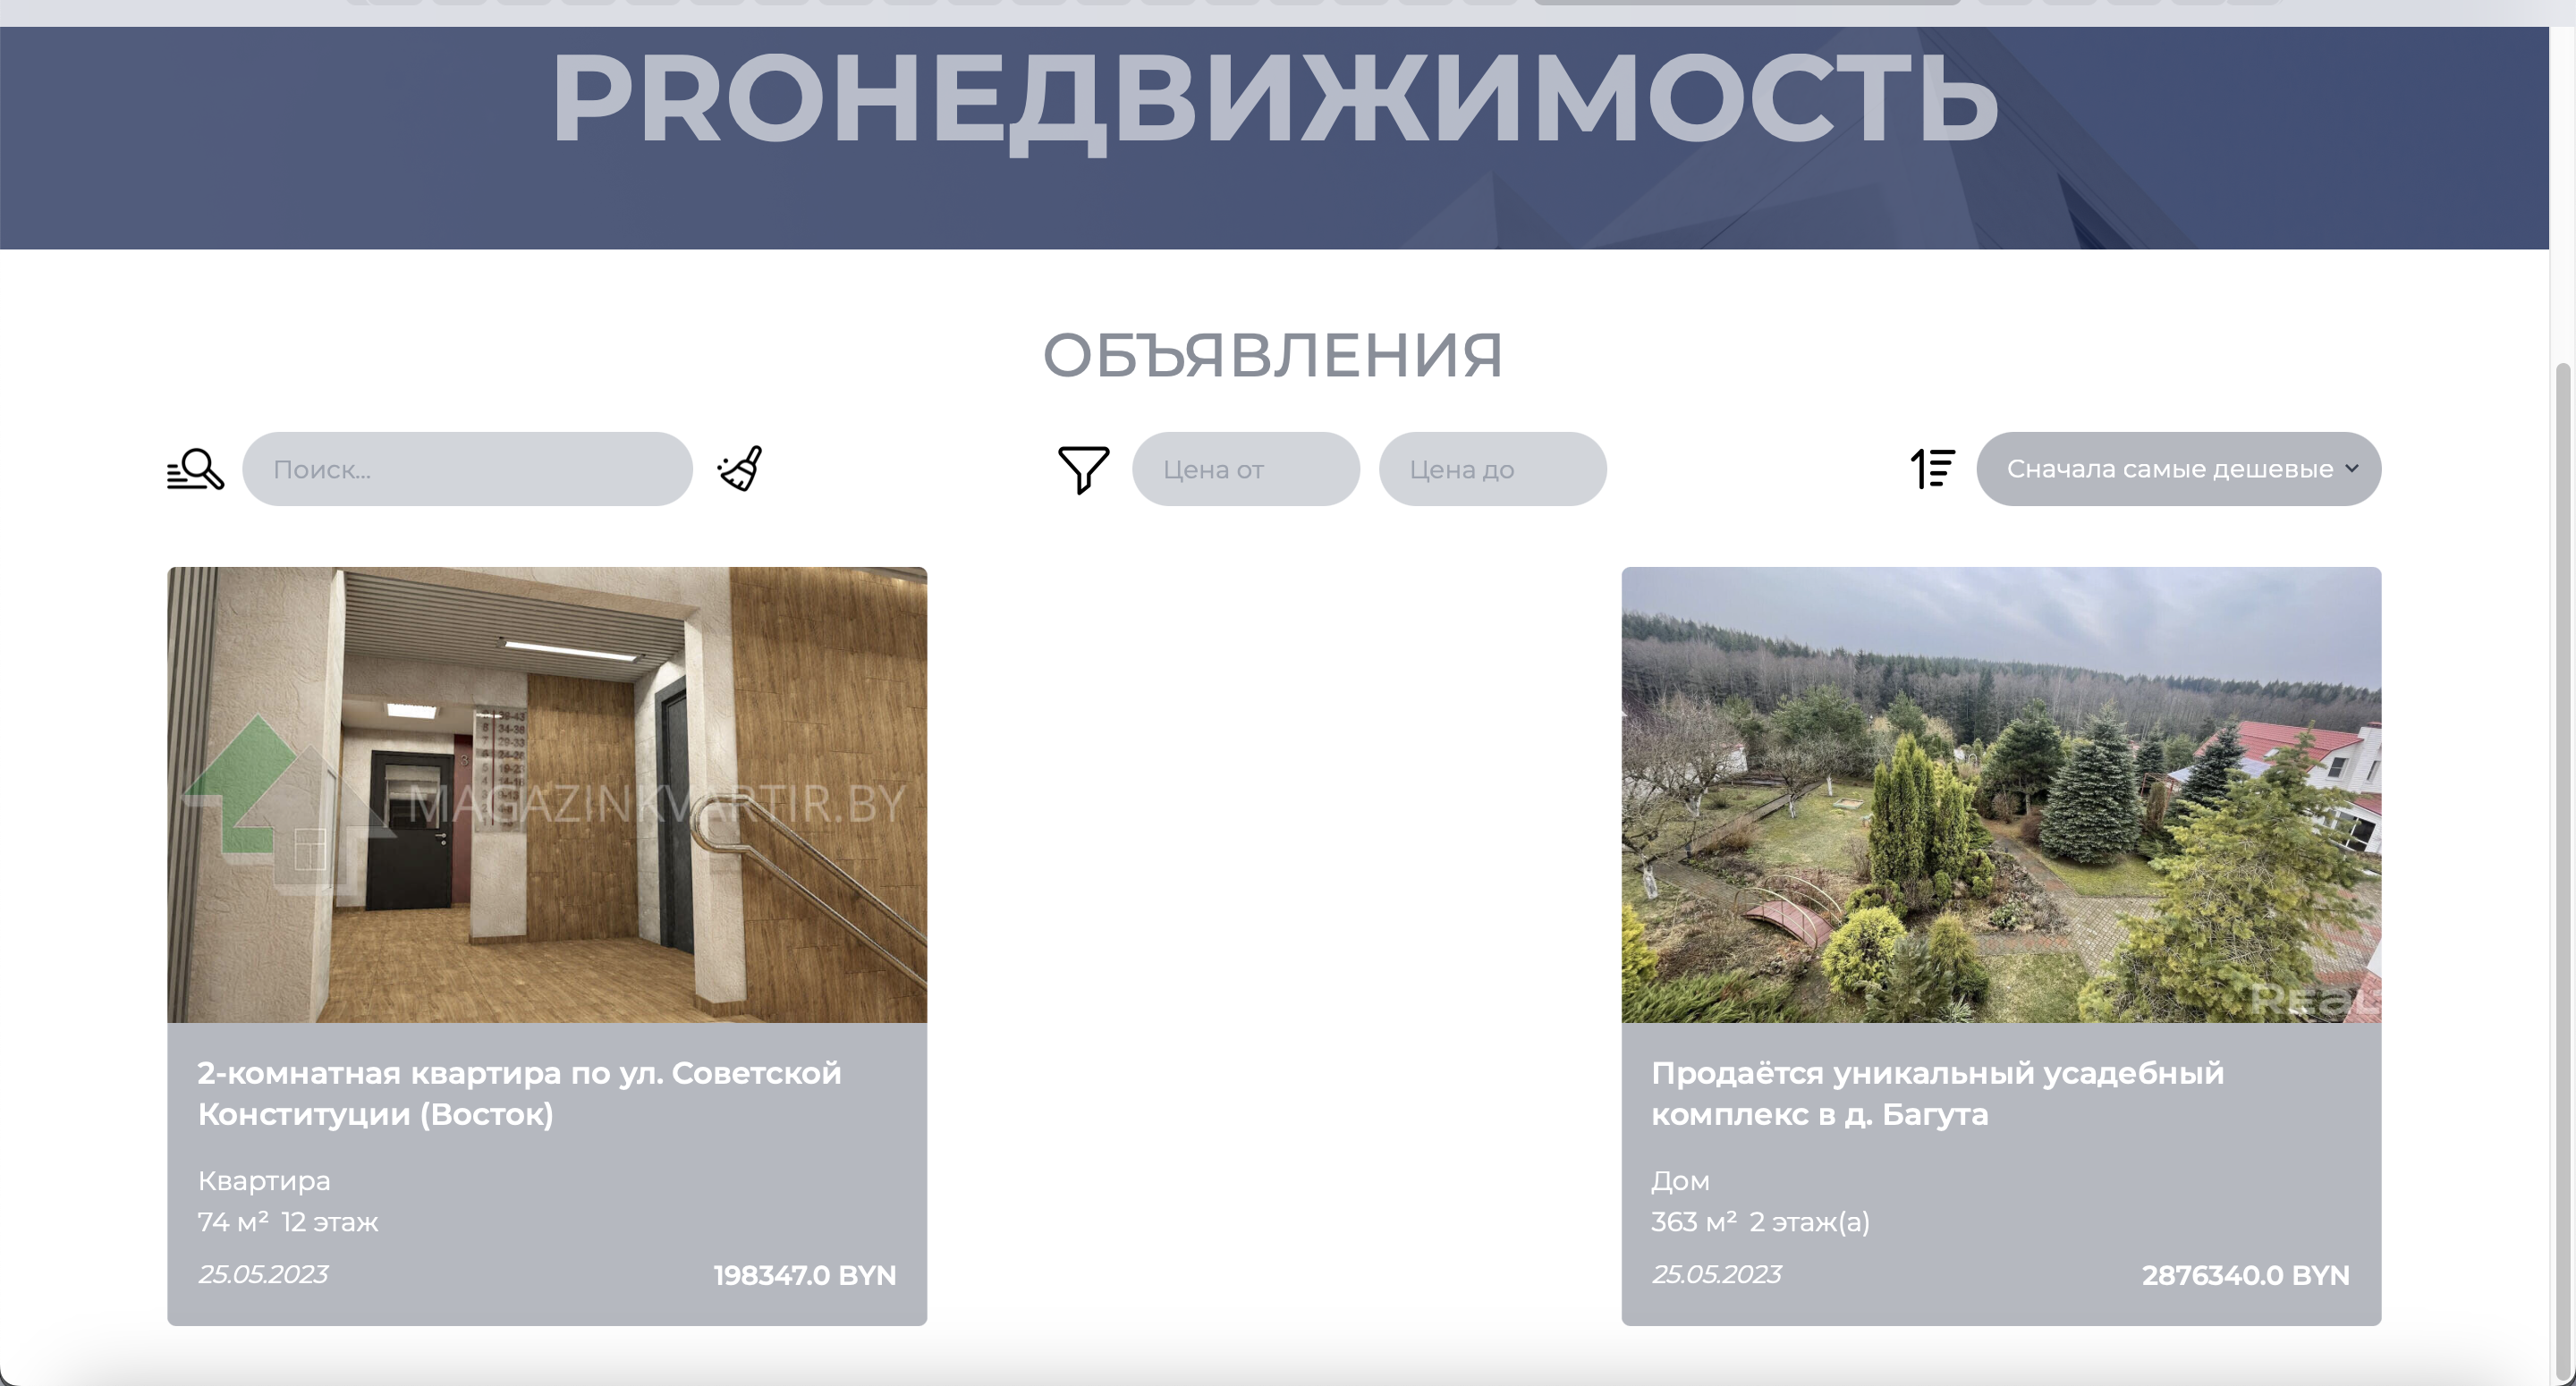 PROНЕДВИЖИМОСТЬ
ОБЪЯВЛЕНИЯ
Поиск...
Цена от
Цена до
Сначала самые дешевые
MAGAZINKVARTIR.BY
2-комнатная квартира по ул. Советской
Конституции (Восток)
Квартира
74 м² 12 этаж
25.05.2023
198347.0 BYN
REAL
Продаётся уникальный усадебный
комплекс в д. Багута
Дом
363 м² 2 этаж(а)
25.05.2023
2876340.0 BYN